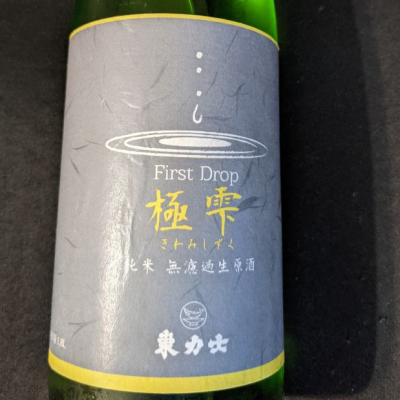 First Drop
極雫
きわみしずく
純米 無濾過生原酒
東力士